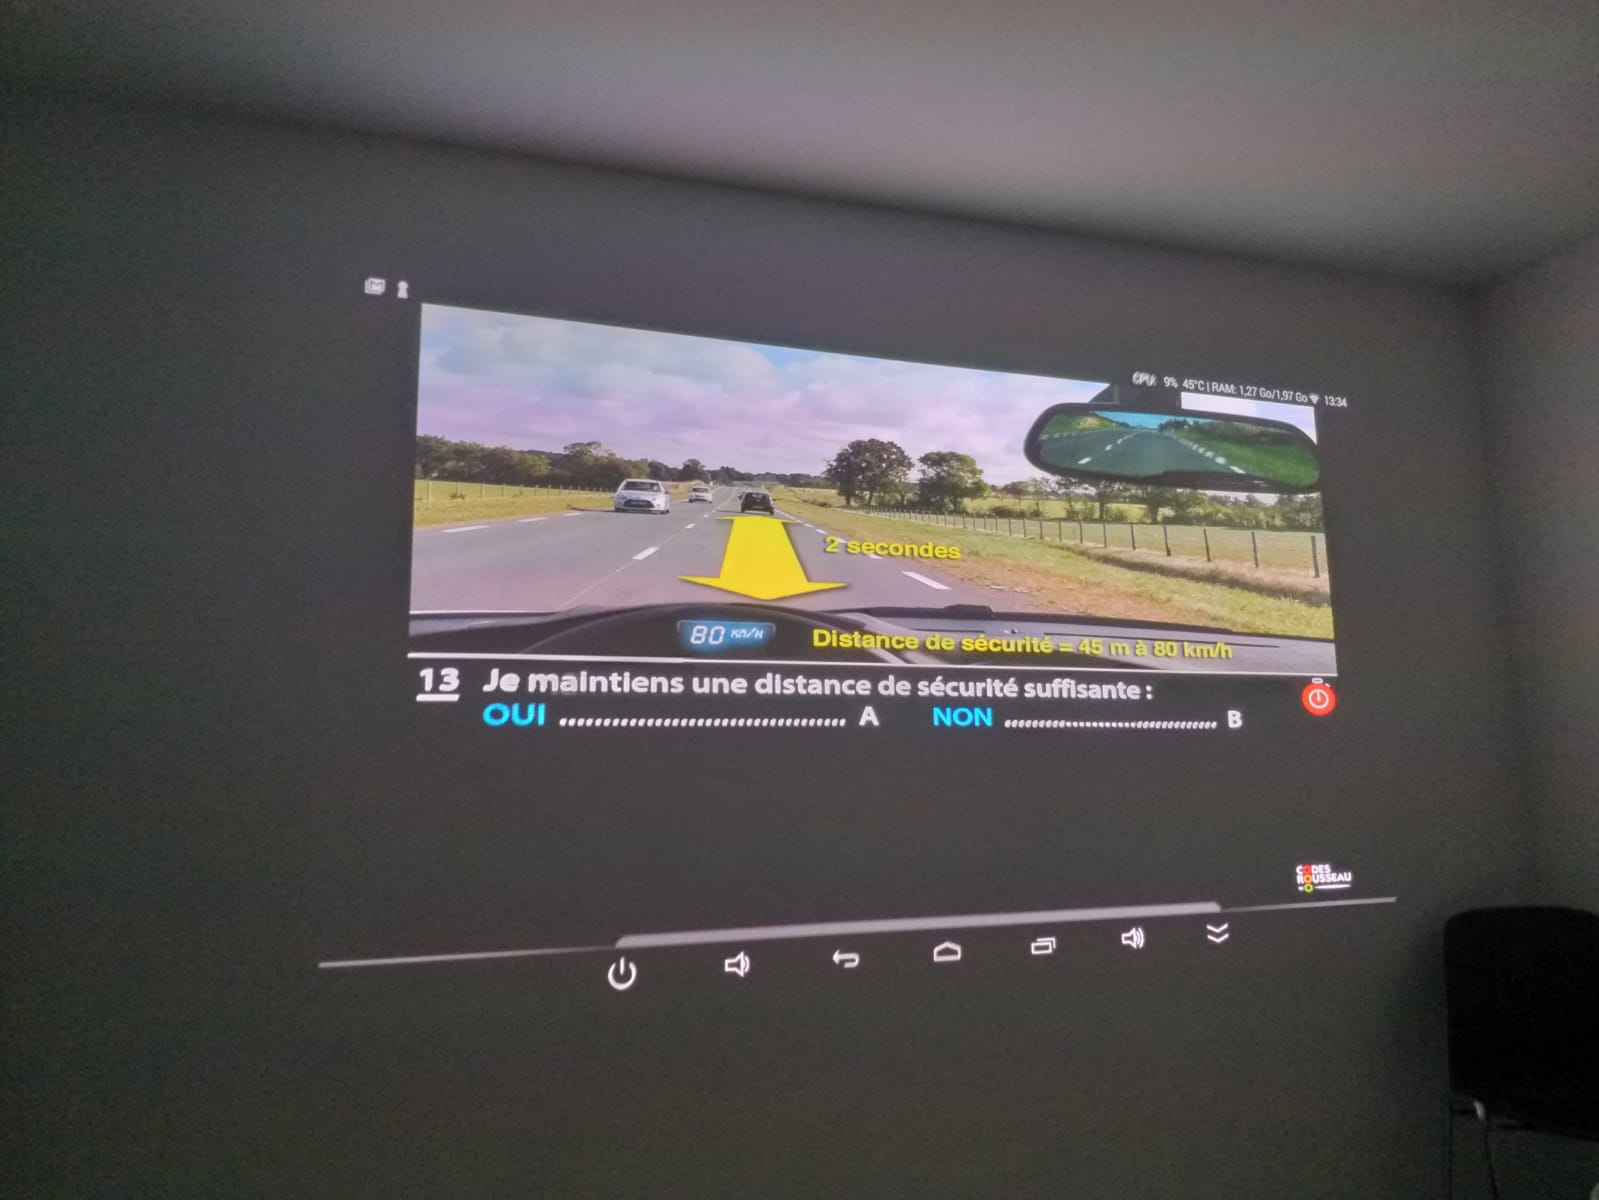 CPU: 9% 45°C | RAM: 1,27 Go/1,97 Go 13:34
2 secondes
80 KM/H
Distance de sécurité = 45 m à 80 km/h
13 Je maintiens une distance de sécurité suffisante :
OUI ........................................ A NON ........................................ B
CODES
ROUSSEAU